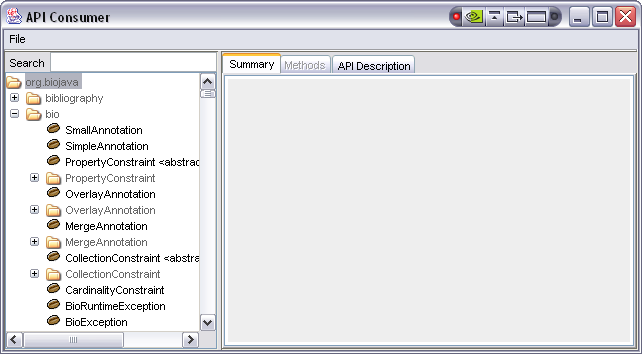 API Consumer
File
Search
Summary Methods API Description
org.biojava
bibliography
bio
SmallAnnotation
SimpleAnnotation
PropertyConstraint <abstrac
PropertyConstraint
OverlayAnnotation
OverlayAnnotation
MergeAnnotation
MergeAnnotation
CollectionConstraint <abstra
CollectionConstraint
CardinalityConstraint
BioRuntimeException
BioException